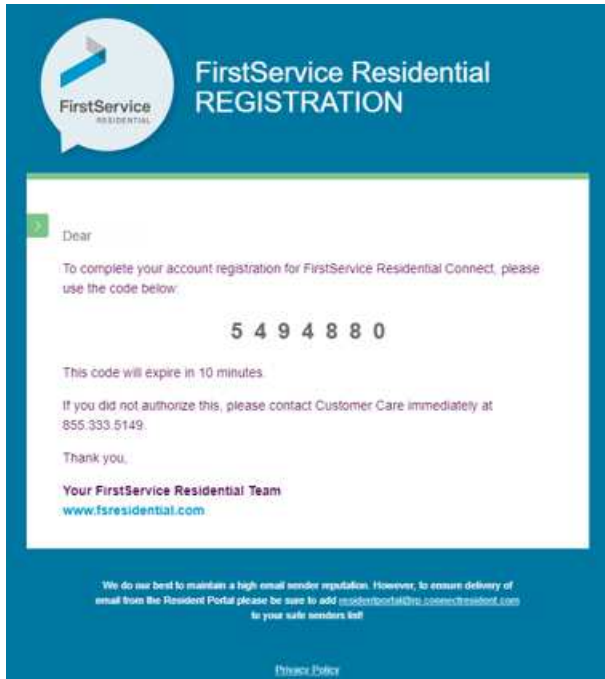 FirstService
RESIDENTIAL
FirstService Residential
REGISTRATION
Dear
To complete your account registration for FirstService Residential Connect, please
use the code below:
5 4 9 4 8 8 0
This code will expire in 10 minutes.
If you did not authorize this, please contact Customer Care immediately at
855.333.5149.
Thank you,
Your FirstService Residential Team
www.fsresidential.com
We do our best to maintain a high email sender reputation. However, to ensure delivery of
email from the Resident Portal please be sure to add residentportal@rp.connectresident.com
to your safe senders list!
Privacy Policy